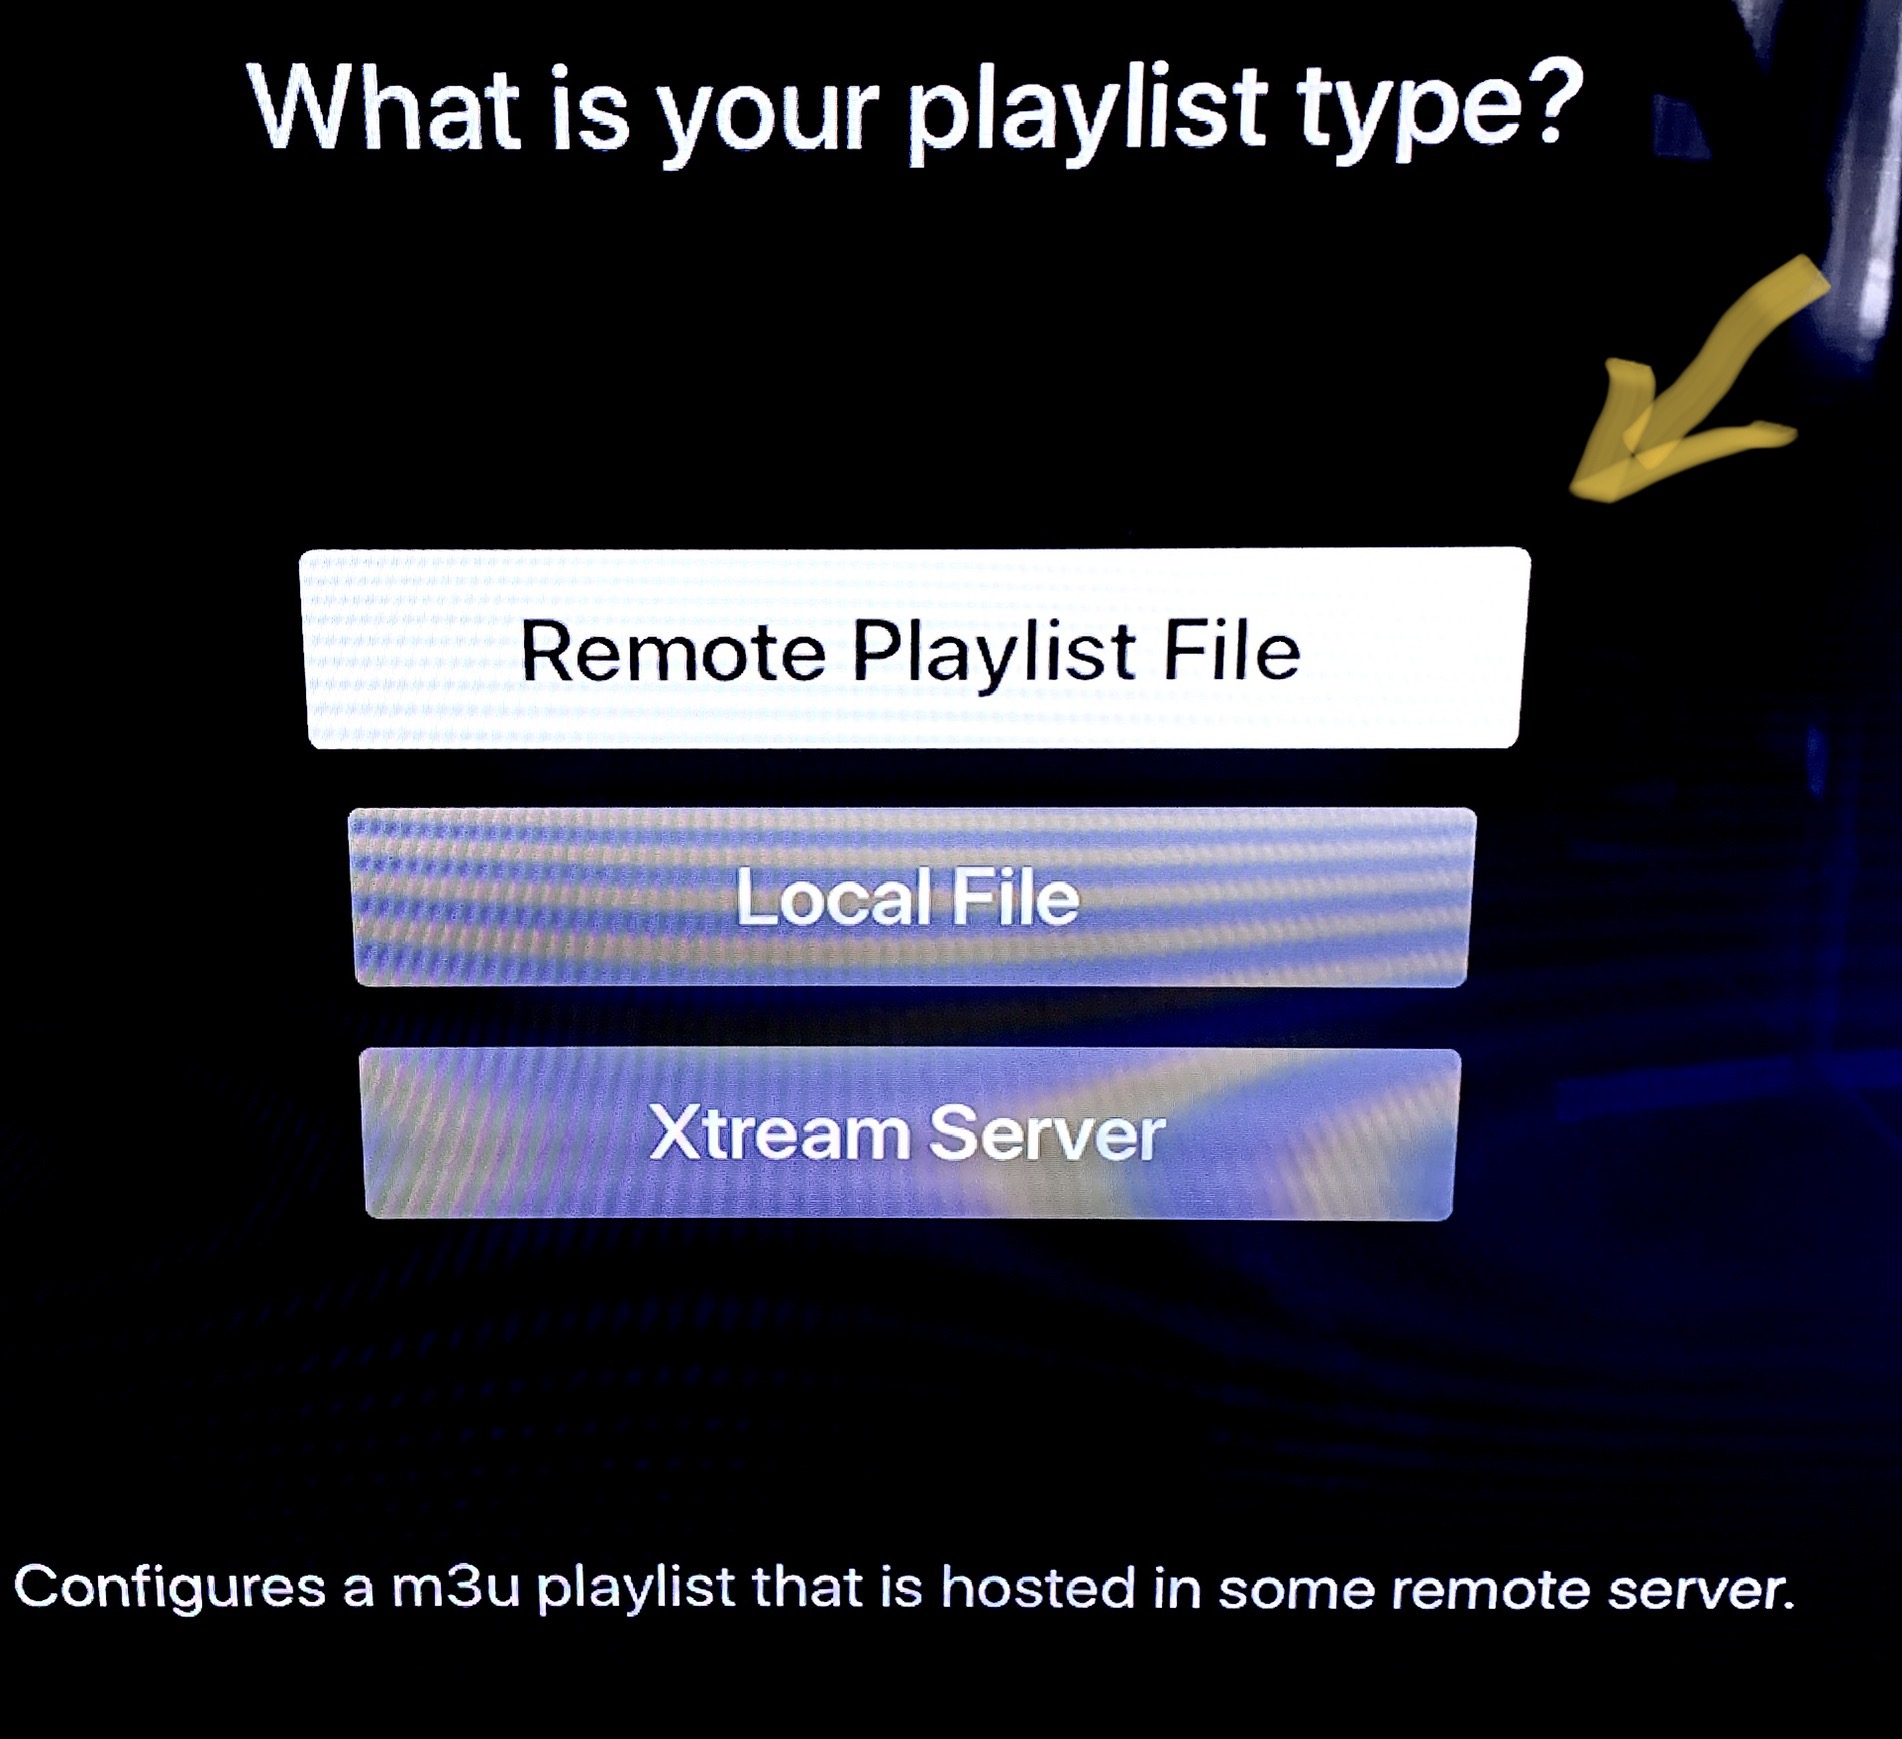 What is your playlist type?
Remote Playlist File
Local File
Xtream Server
Configures a m3u playlist that is hosted in some remote server.